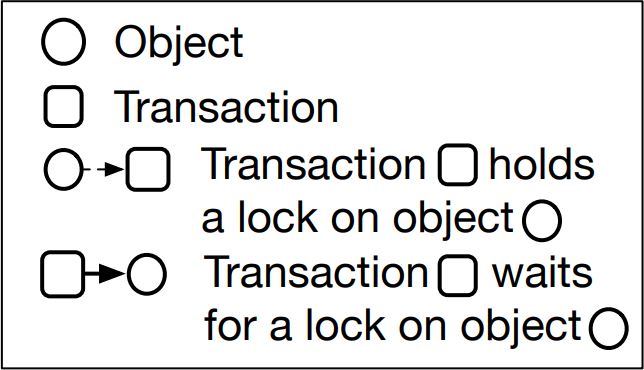 Object
Transaction
Transaction holds
a lock on object
Transaction waits
for a lock on object